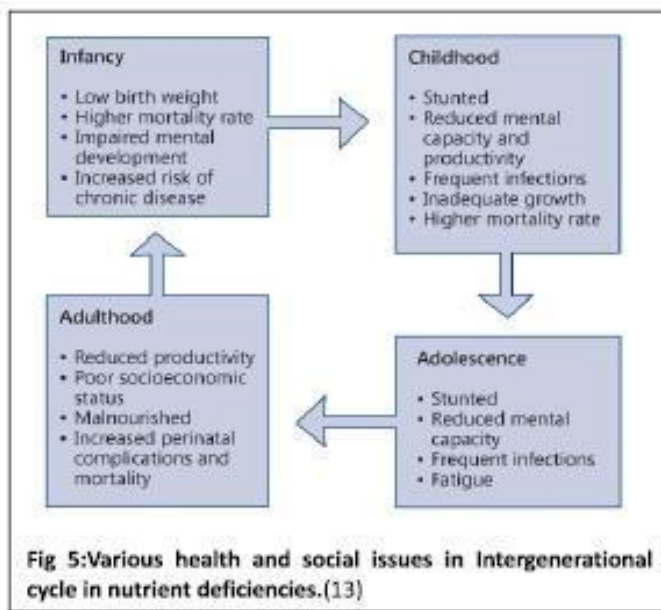 Infancy
• Low birth weight
• Higher mortality rate
• Impaired mental
development
• Increased risk of
chronic disease
Childhood
• Stunted
• Reduced mental
capacity and
productivity
• Frequent infections
• Inadequate growth
• Higher mortality rate
Adolescence
• Stunted
• Reduced mental
capacity
• Frequent infections
• Fatigue
Adulthood
• Reduced productivity
• Poor socioeconomic
status
• Malnourished
• Increased perinatal
complications and
mortality
Fig 5:Various health and social issues in Intergenerational
cycle in nutrient deficiencies.(13)